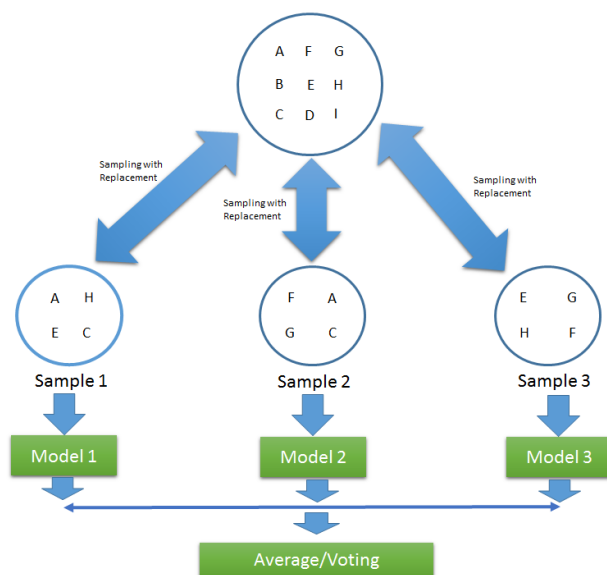 A F G
B E H
C D I
Sampling with
Replacement
Sampling with
Replacement
Sampling with
Replacement
A H
E C
F A
G C
E G
H F
Sample 1
Sample 2
Sample 3
Model 1
Model 2
Model 3
Average/Voting